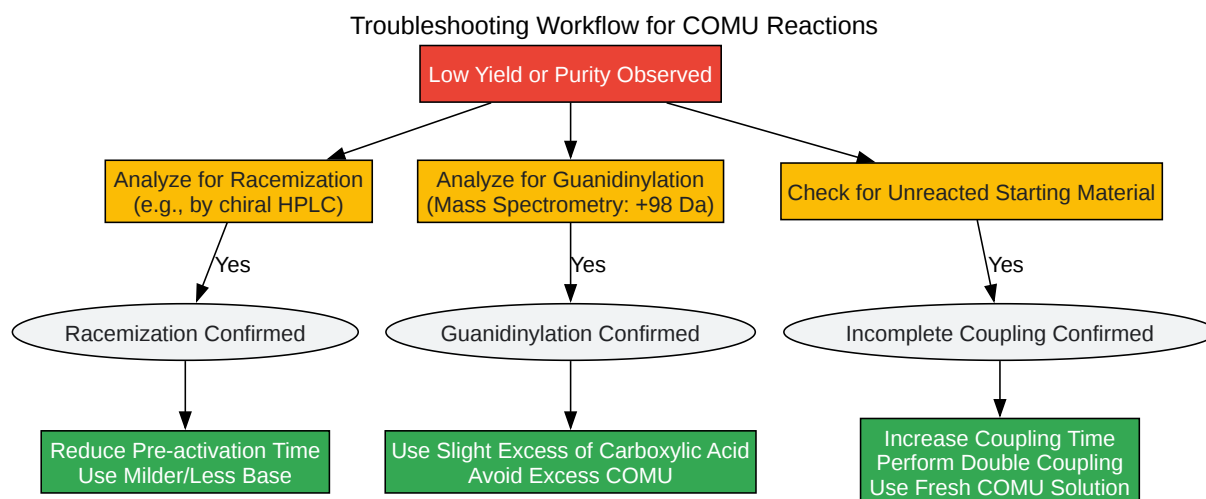 Troubleshooting Workflow for COMU Reactions
Low Yield or Purity Observed
Analyze for Racemization
(e.g., by chiral HPLC)
Analyze for Guanidinylation
(Mass Spectrometry: +98 Da)
Check for Unreacted Starting Material
Yes
Yes
Yes
Racemization Confirmed
Guanidinylation Confirmed
Incomplete Coupling Confirmed
Reduce Pre-activation Time
Use Milder/Less Base
Use Slight Excess of Carboxylic Acid
Avoid Excess COMU
Increase Coupling Time
Perform Double Coupling
Use Fresh COMU Solution